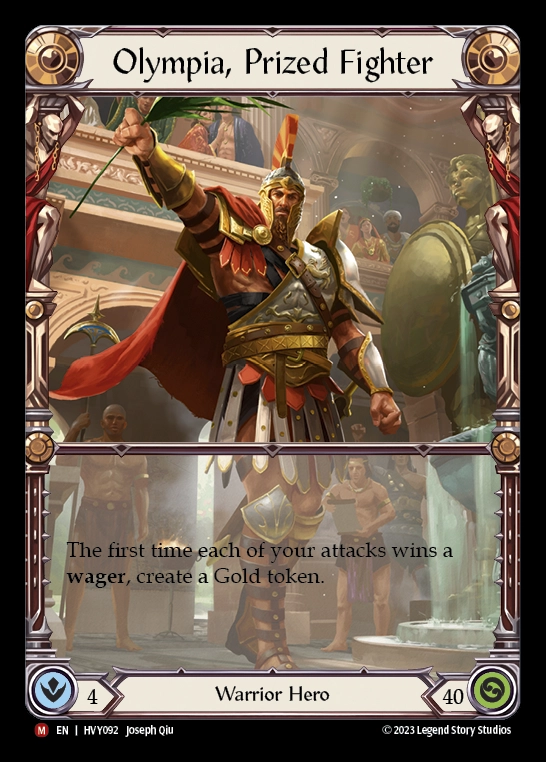 Olympia, Prized Fighter
The first time each of your attacks wins a
wager, create a Gold token.
4
Warrior Hero
40
M EN | HVY092 Joseph Qiu
© 2023 Legend Story Studios